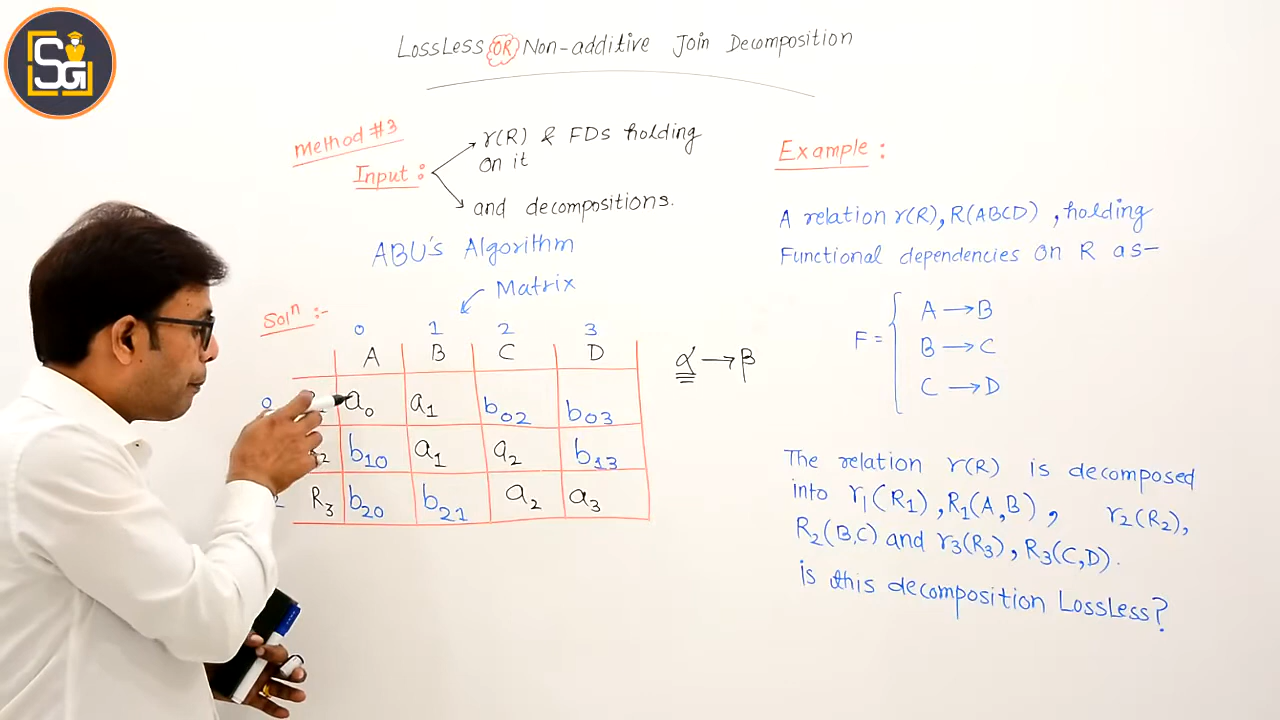 SG
LossLess OR Non-additive Join Decomposition
Method #3
Input :
r(R) & FDs holding
on it
and decompositions.
ABU's Algorithm
Matrix
Solⁿ :-
0 1 2 3
A B C D
0 a₀ a₁ b₀₂ b₀₃
b₁₀ a₁ a₂ b₁₃
2 R₃ b₂₀ b₂₁ a₂ a₃
α → β
Example :
A relation r(R), R(ABCD) , holding
Functional dependencies on R as-
F = {
A → B
B → C
C → D
The relation r(R) is decomposed
into r₁(R₁), R₁(A,B) , r₂(R₂),
R₂(B,C) and r₃(R₃), R₃(C,D).
is this decomposition LossLess?